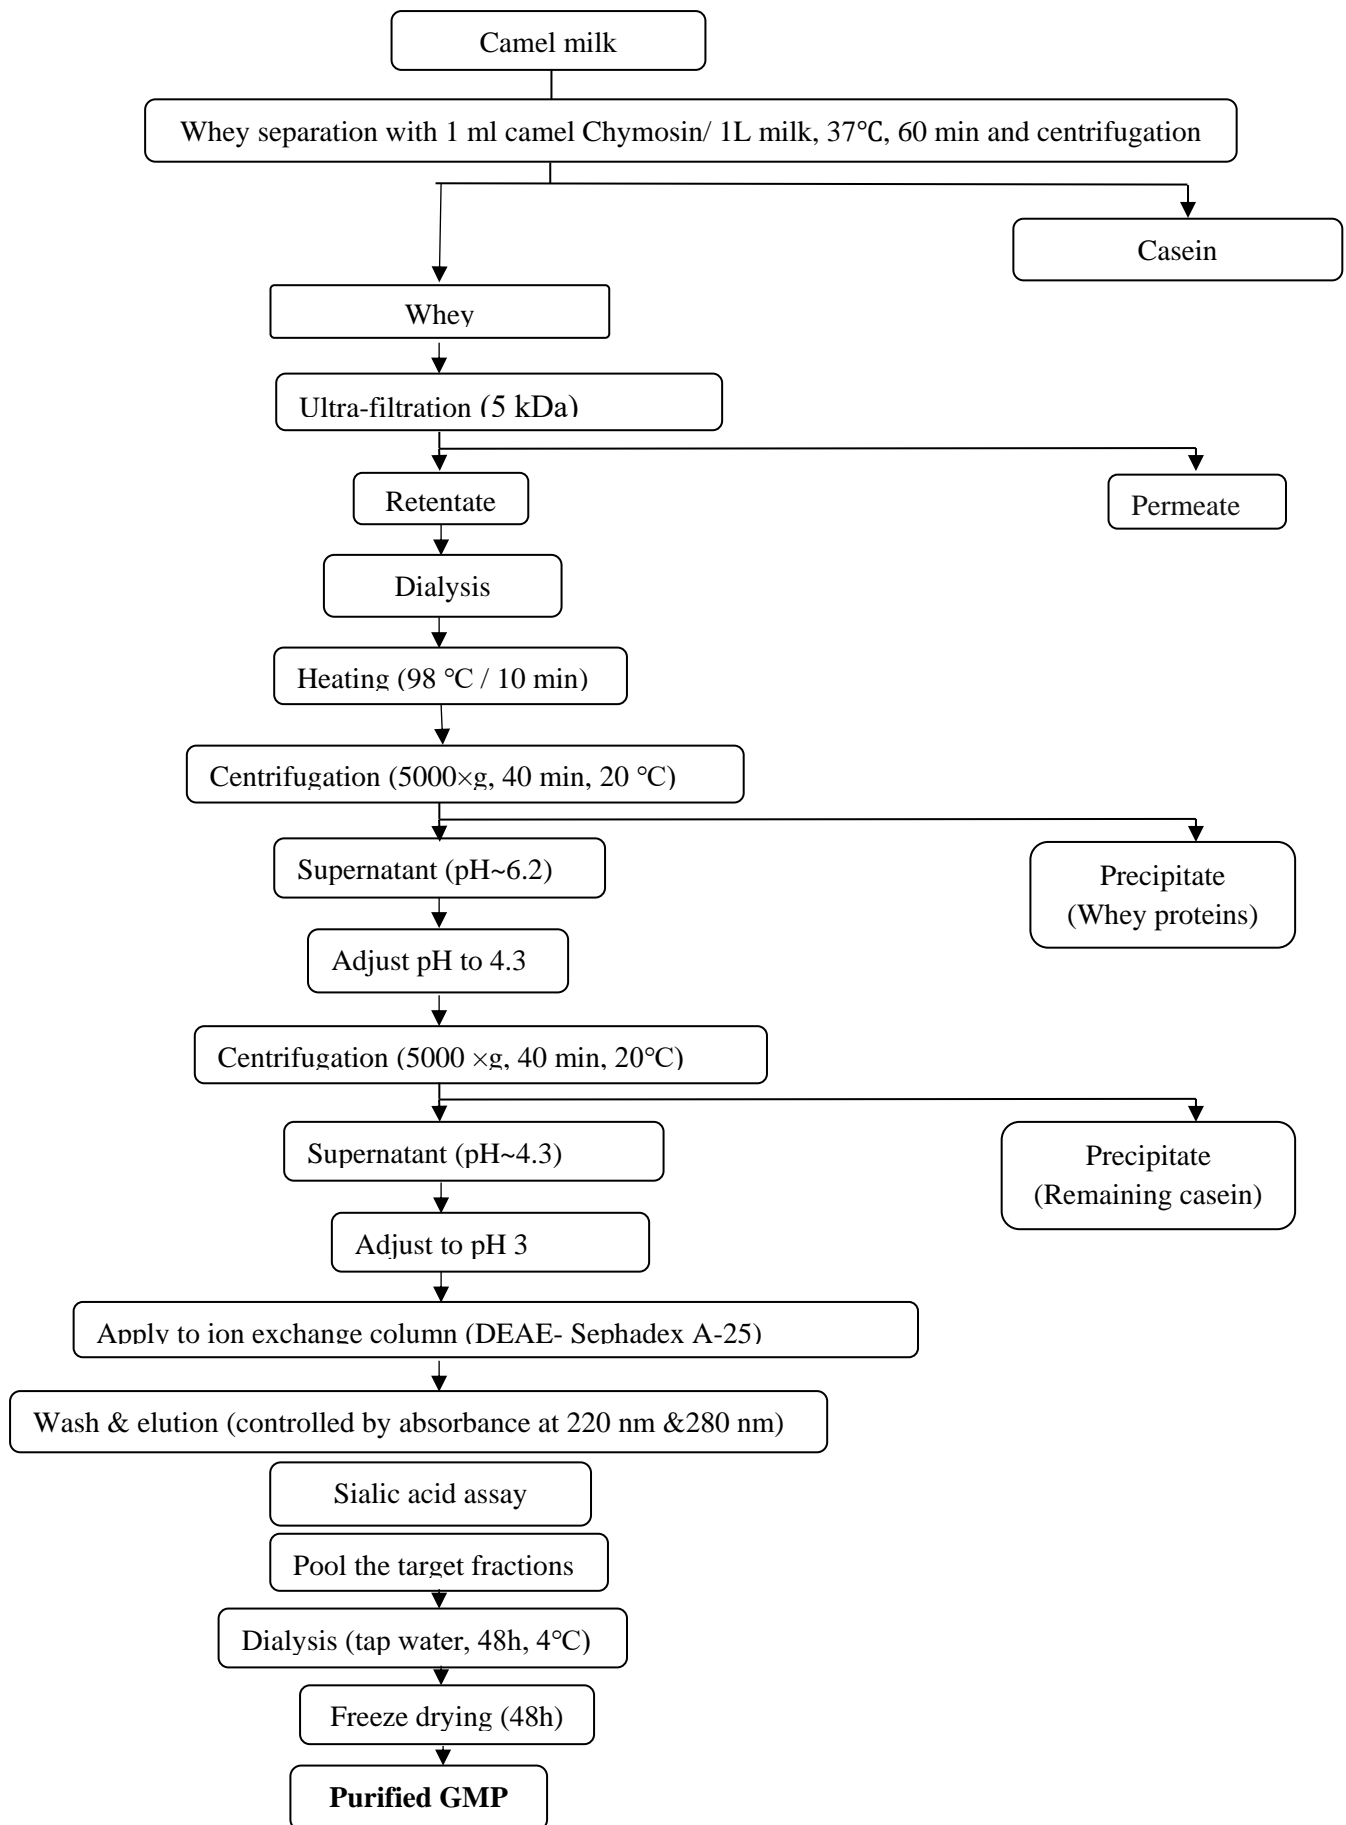 Camel milk
Whey separation with 1 ml camel Chymosin/ 1L milk, 37℃, 60 min and centrifugation
Casein
Whey
Ultra-filtration (5 kDa)
Retentate
Permeate
Dialysis
Heating (98 ℃ / 10 min)
Centrifugation (5000×g, 40 min, 20 ℃)
Supernatant (pH~6.2)
Precipitate
(Whey proteins)
Adjust pH to 4.3
Centrifugation (5000 ×g, 40 min, 20℃)
Supernatant (pH~4.3)
Precipitate
(Remaining casein)
Adjust to pH 3
Apply to ion exchange column (DEAE- Sephadex A-25)
Wash & elution (controlled by absorbance at 220 nm &280 nm)
Sialic acid assay
Pool the target fractions
Dialysis (tap water, 48h, 4℃)
Freeze drying (48h)
Purified GMP